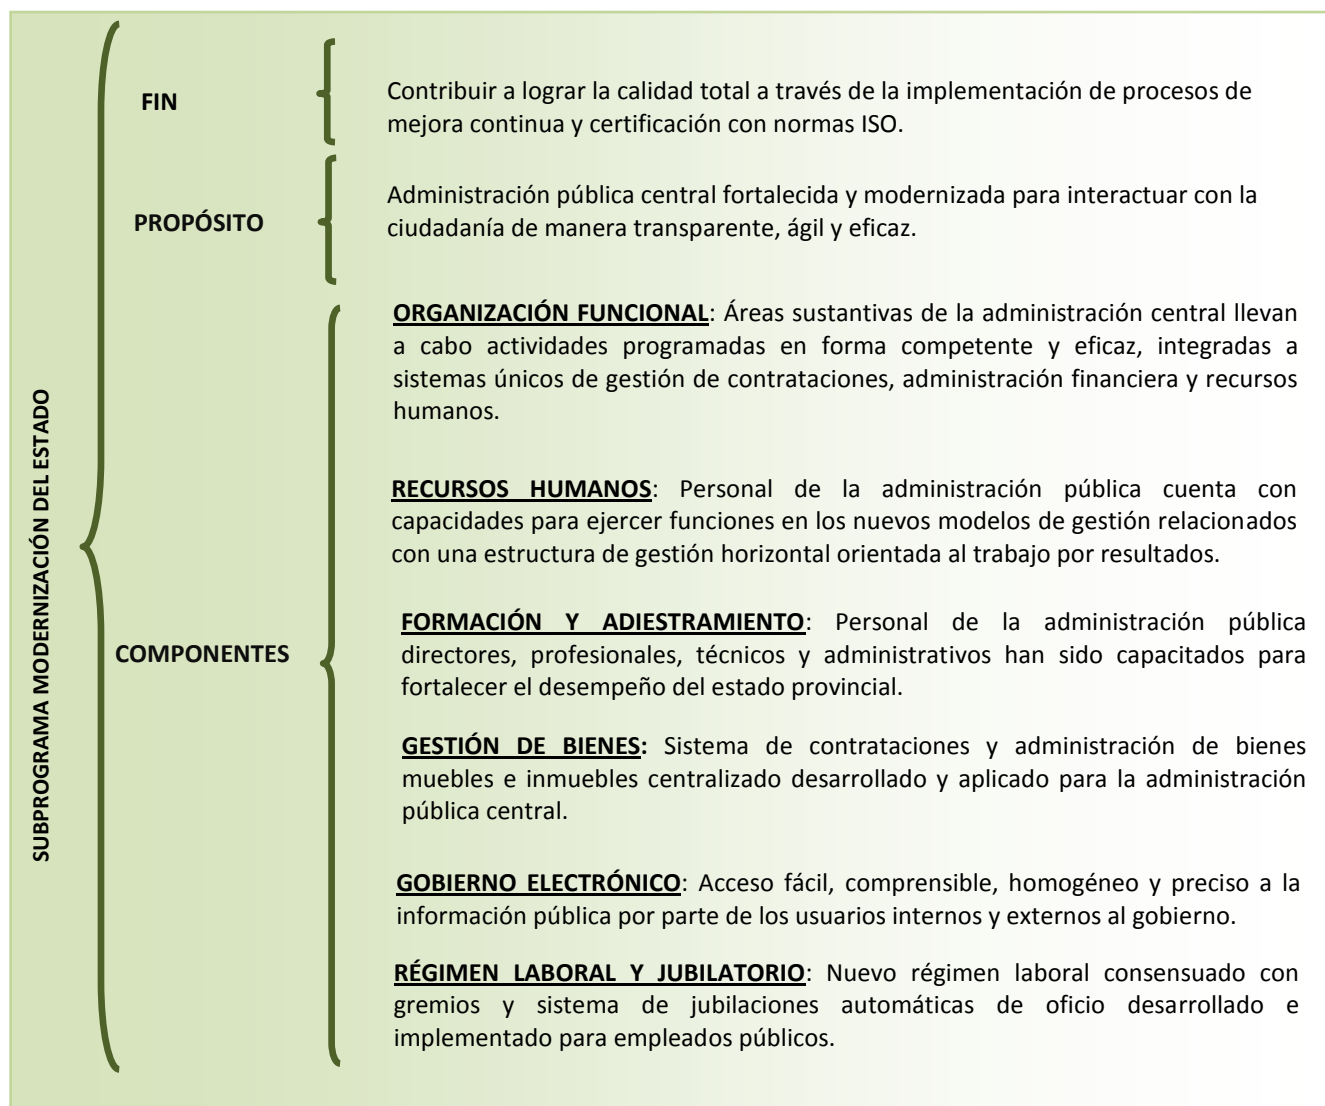 SUBPROGRAMA MODERNIZACIÓN DEL ESTADO
FIN
Contribuir a lograr la calidad total a través de la implementación de procesos de
mejora continua y certificación con normas ISO.
PROPÓSITO
Administración pública central fortalecida y modernizada para interactuar con la
ciudadanía de manera transparente, ágil y eficaz.
COMPONENTES
ORGANIZACIÓN FUNCIONAL: Áreas sustantivas de la administración central llevan
a cabo actividades programadas en forma competente y eficaz, integradas a
sistemas únicos de gestión de contrataciones, administración financiera y recursos
humanos.
RECURSOS HUMANOS: Personal de la administración pública cuenta con
capacidades para ejercer funciones en los nuevos modelos de gestión relacionados
con una estructura de gestión horizontal orientada al trabajo por resultados.
FORMACIÓN Y ADIESTRAMIENTO: Personal de la administración pública
directores, profesionales, técnicos y administrativos han sido capacitados para
fortalecer el desempeño del estado provincial.
GESTIÓN DE BIENES: Sistema de contrataciones y administración de bienes
muebles e inmuebles centralizado desarrollado y aplicado para la administración
pública central.
GOBIERNO ELECTRÓNICO: Acceso fácil, comprensible, homogéneo y preciso a la
información pública por parte de los usuarios internos y externos al gobierno.
RÉGIMEN LABORAL Y JUBILATORIO: Nuevo régimen laboral consensuado con
gremios y sistema de jubilaciones automáticas de oficio desarrollado e
implementado para empleados públicos.